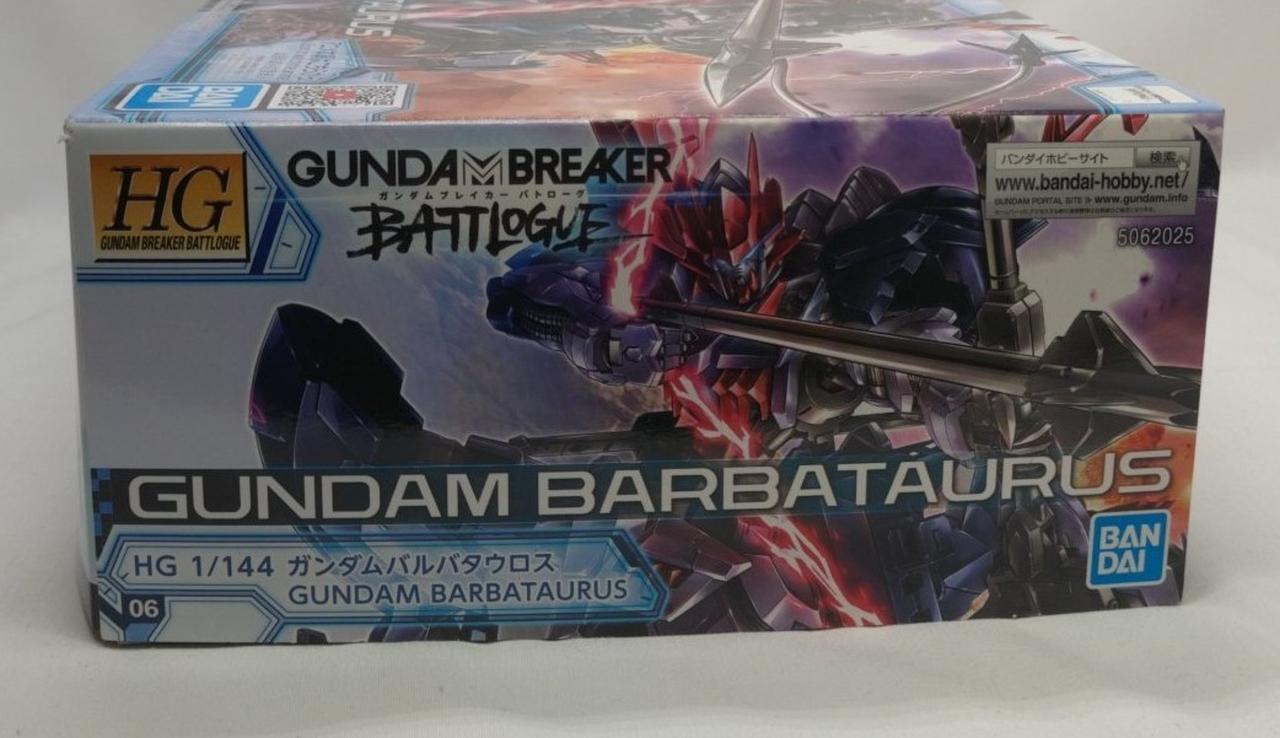 TAURUS
BAN
DAI
BAN
DAI
HG
GUNDAM BREAKER BATTLOGUE
GUNDAM BREAKER
ガンダムブレイカー バトローグ
BATTLOGUE
バンダイホビーサイト 検索
www.bandai-hobby.net/
GUNDAM PORTAL SITE ≫ www.gundam.info
5062025
GUNDAM BARBATAURUS
HG 1/144 ガンダムバルバタウロス
GUNDAM BARBATAURUS
06
BAN
DAI